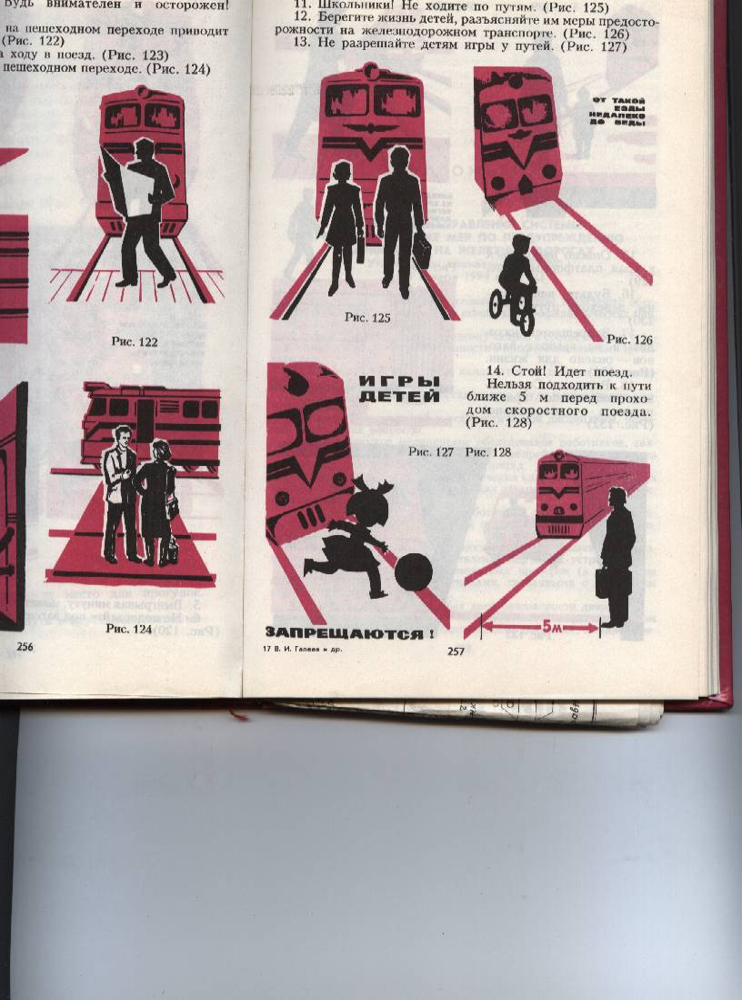 Будь внимателен и осторожен!
на пешеходном переходе приводит
(Рис. 122)
ходу в поезд. (Рис. 123)
пешеходном переходе. (Рис. 124)
Рис. 122
Рис. 124
256
11. Школьники! Не ходите по путям. (Рис. 125)
12. Берегите жизнь детей, разъясняйте им меры предосто-
рожности на железнодорожном транспорте. (Рис. 126)
13. Не разрешайте детям игры у путей. (Рис. 127)
Рис. 125
ОТ ТАКОЙ
ЕЗДЫ
НЕДАЛЕКО
ДО БЕДЫ
Рис. 126
ИГРЫ
ДЕТЕЙ
ЗАПРЕЩАЮТСЯ!
Рис. 127
14. Стой! Идет поезд.
Нельзя подходить к пути
ближе 5 м перед прохо-
дом скоростного поезда.
(Рис. 128)
Рис. 128
5м
17 В. И. Галеев и др.
257